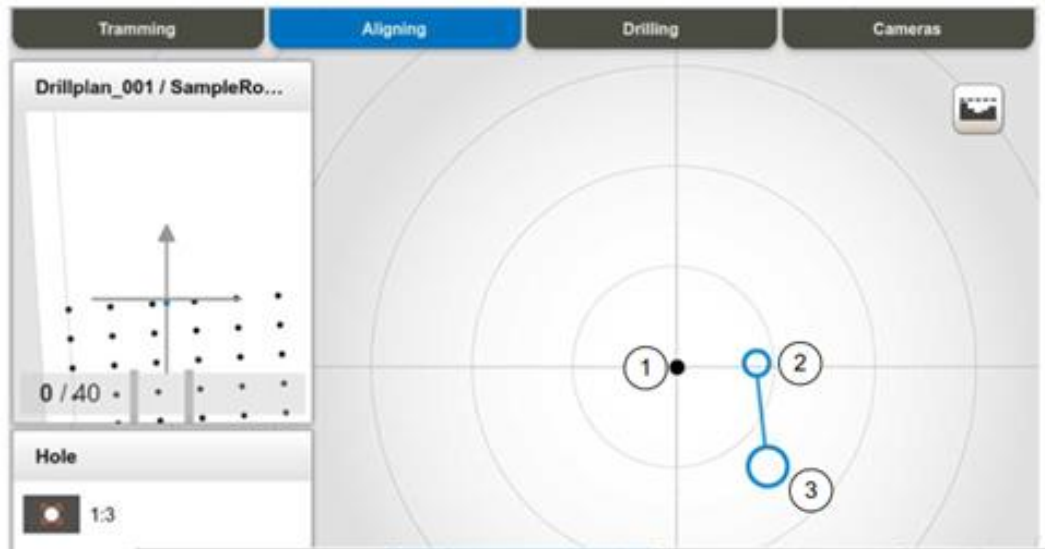 Tramming
Aligning
Drilling
Cameras
Drillplan_001 / SampleRo...
0 / 40
Hole
1:3
1
2
3